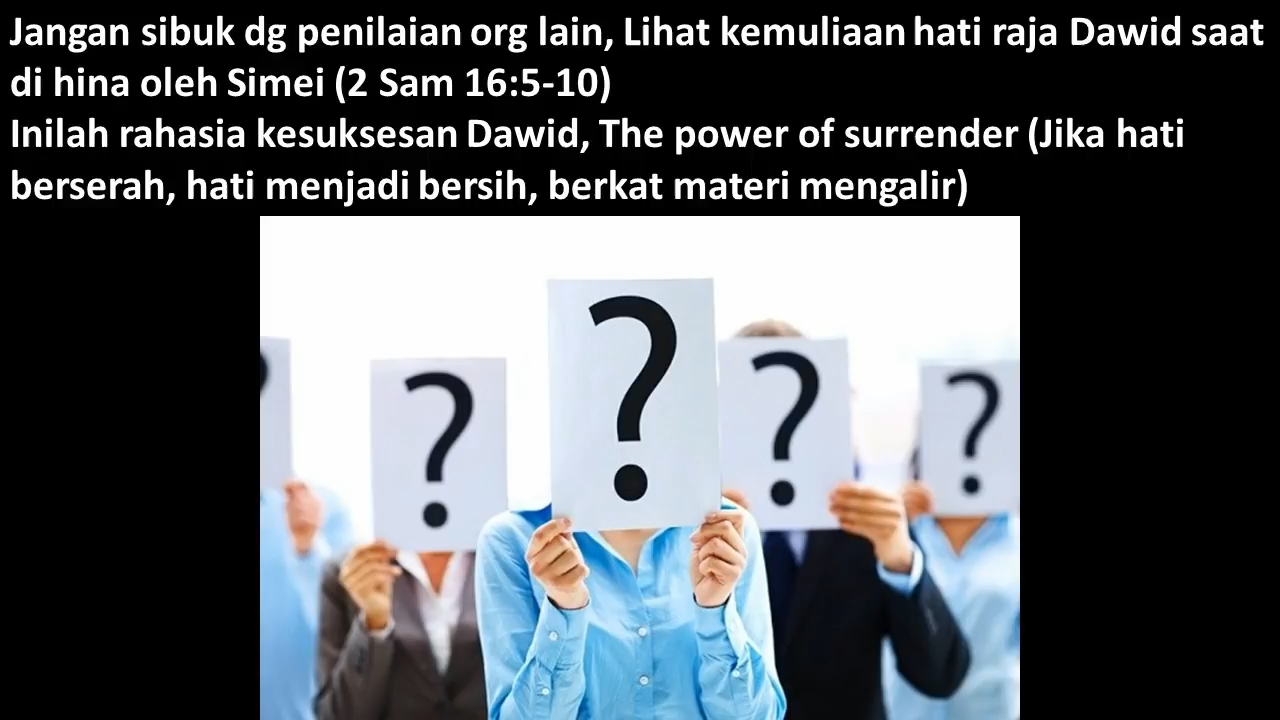 Jangan sibuk dg penilaian org lain, Lihat kemuliaan hati raja Dawid saat
di hina oleh Simei (2 Sam 16:5-10)
Inilah rahasia kesuksesan Dawid, The power of surrender (Jika hati
berserah, hati menjadi bersih, berkat materi mengalir)
? ? ? ? ?